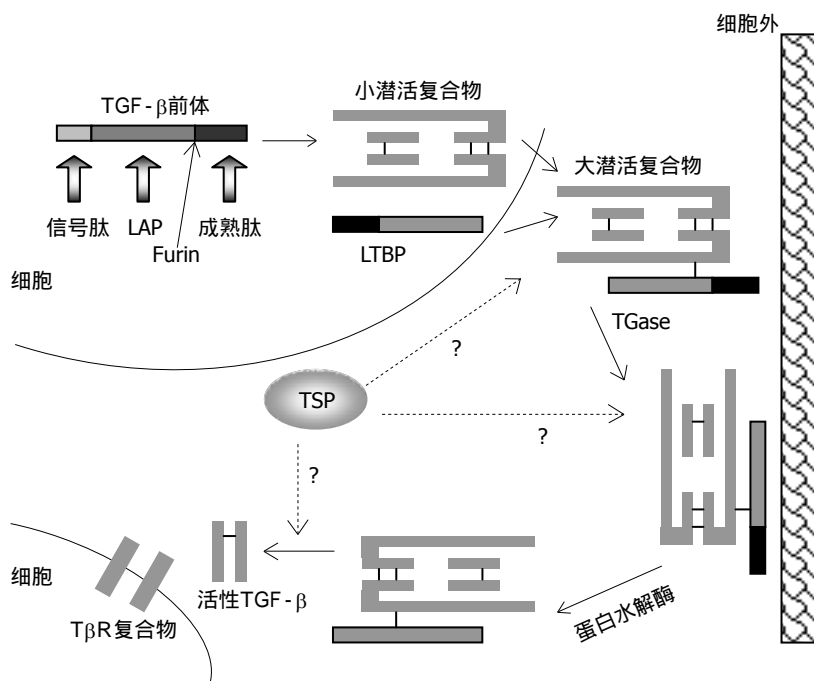 细胞外
TGF-β前体
小潜活复合物
大潜活复合物
信号肽
LAP
成熟肽
Furin
LTBP
细胞
TGase
?
TSP
?
?
细胞
活性TGF-β
TβR复合物
蛋白水解酶